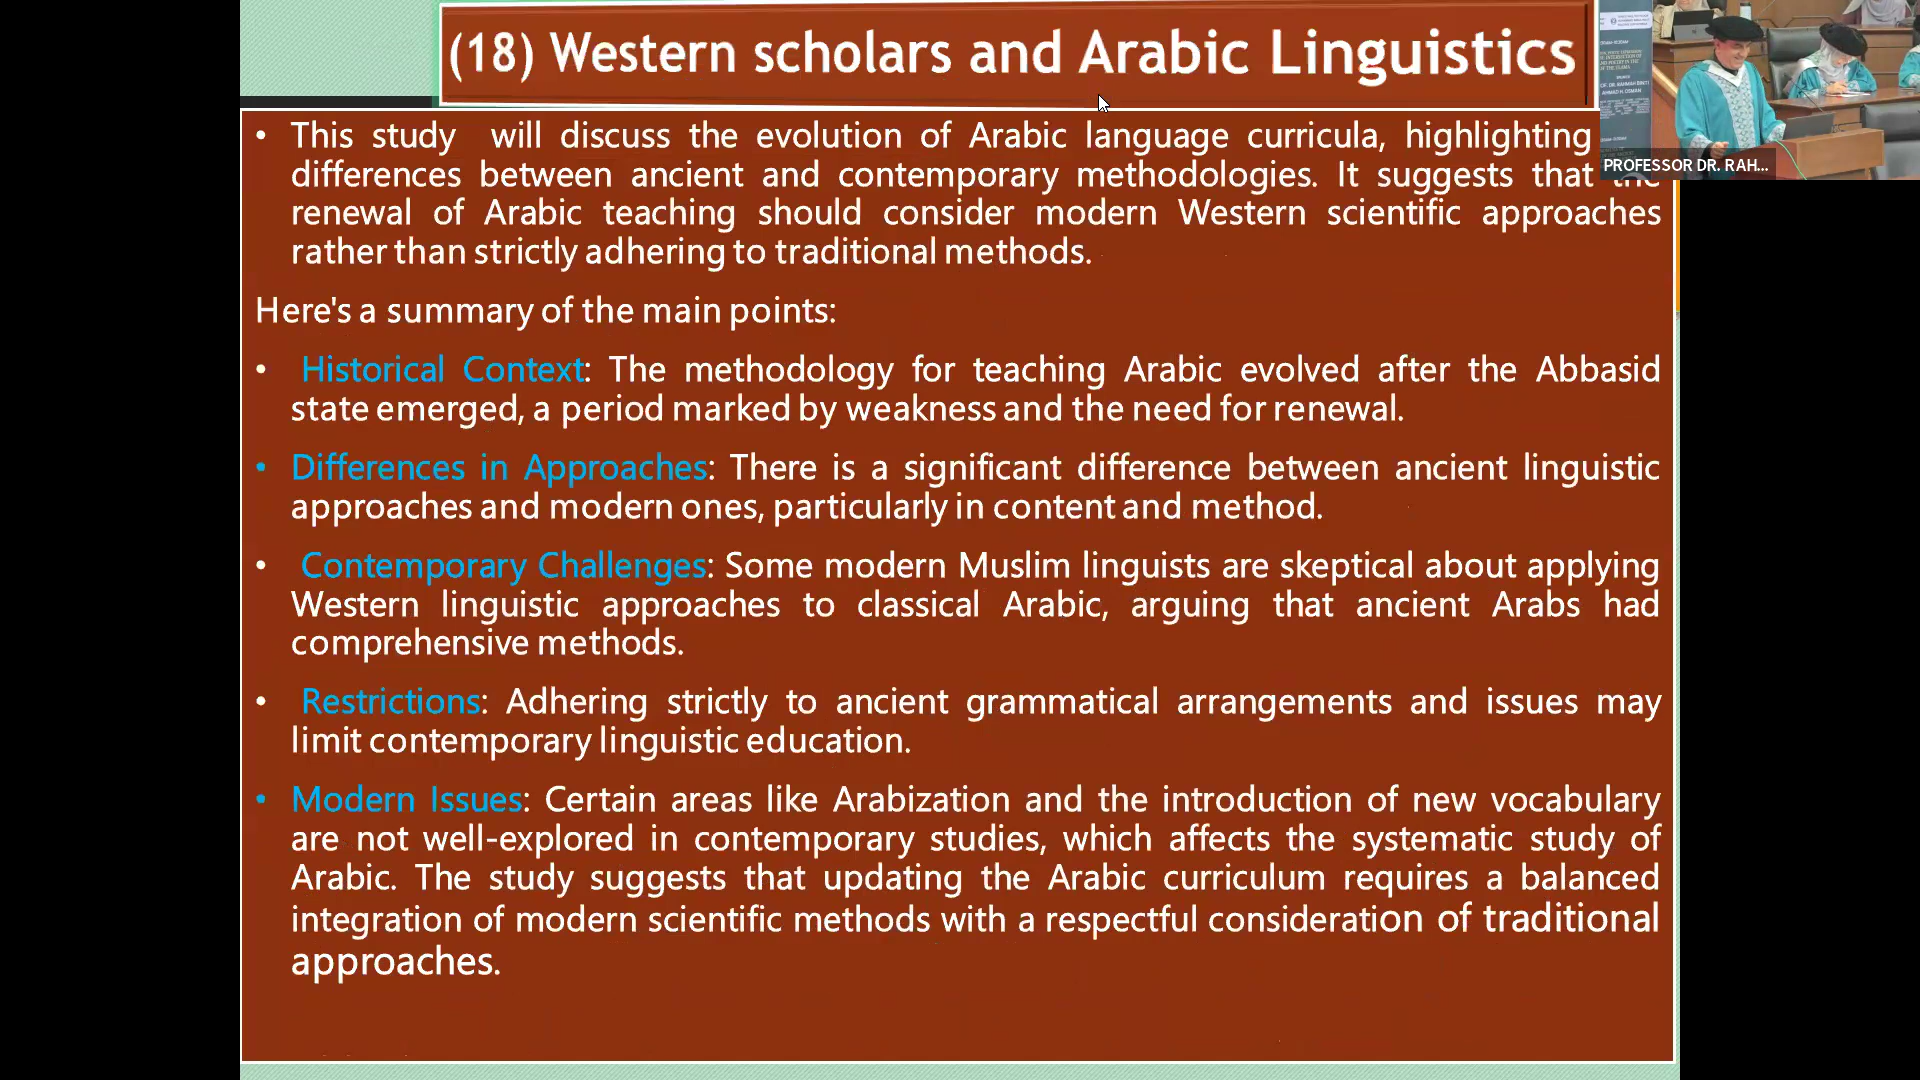 (18) Western scholars and Arabic Linguistics
• This study will discuss the evolution of Arabic language curricula, highlighting
differences between ancient and contemporary methodologies. It suggests that the
renewal of Arabic teaching should consider modern Western scientific approaches
rather than strictly adhering to traditional methods.
Here's a summary of the main points:
• Historical Context: The methodology for teaching Arabic evolved after the Abbasid
state emerged, a period marked by weakness and the need for renewal.
• Differences in Approaches: There is a significant difference between ancient linguistic
approaches and modern ones, particularly in content and method.
• Contemporary Challenges: Some modern Muslim linguists are skeptical about applying
Western linguistic approaches to classical Arabic, arguing that ancient Arabs had
comprehensive methods.
• Restrictions: Adhering strictly to ancient grammatical arrangements and issues may
limit contemporary linguistic education.
• Modern Issues: Certain areas like Arabization and the introduction of new vocabulary
are not well-explored in contemporary studies, which affects the systematic study of
Arabic. The study suggests that updating the Arabic curriculum requires a balanced
integration of modern scientific methods with a respectful consideration of traditional
approaches.
PROFESSOR DR. RAH...